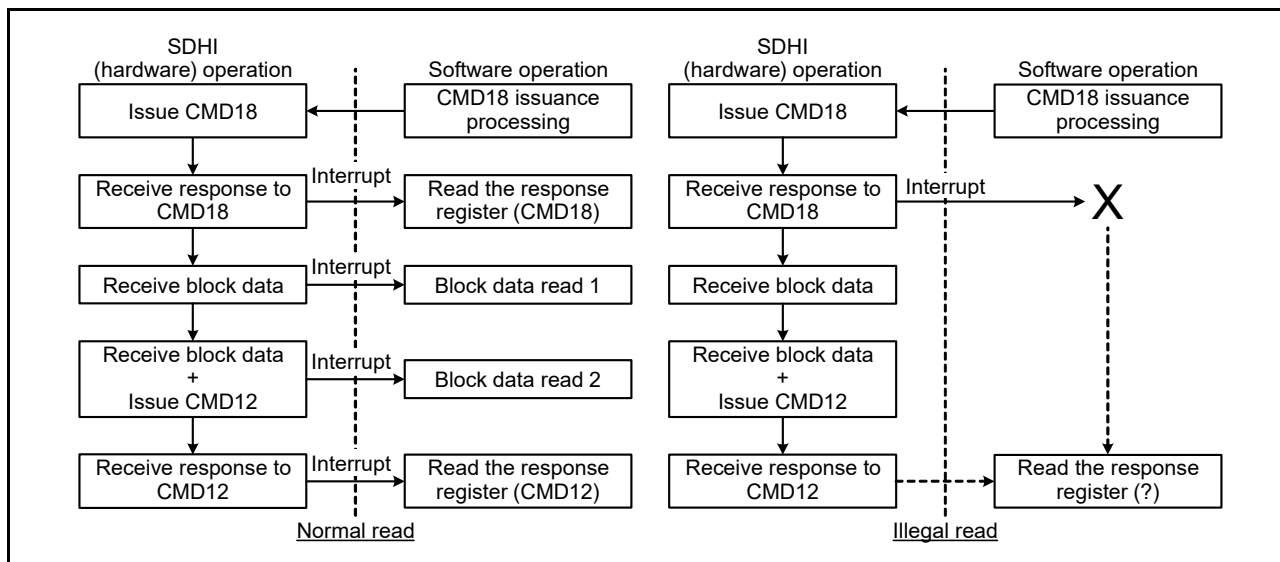 SDHI
(hardware) operation
Software operation
Issue CMD18
CMD18 issuance
processing
Receive response to
CMD18
Interrupt
Read the response
register (CMD18)
Receive block data
Interrupt
Block data read 1
Receive block data
+
Issue CMD12
Interrupt
Block data read 2
Receive response to
CMD12
Interrupt
Read the response
register (CMD12)
Normal read
SDHI
(hardware) operation
Software operation
Issue CMD18
CMD18 issuance
processing
Receive response to
CMD18
Interrupt
X
Receive block data
Receive block data
+
Issue CMD12
Receive response to
CMD12
Read the response
register (?)
Illegal read